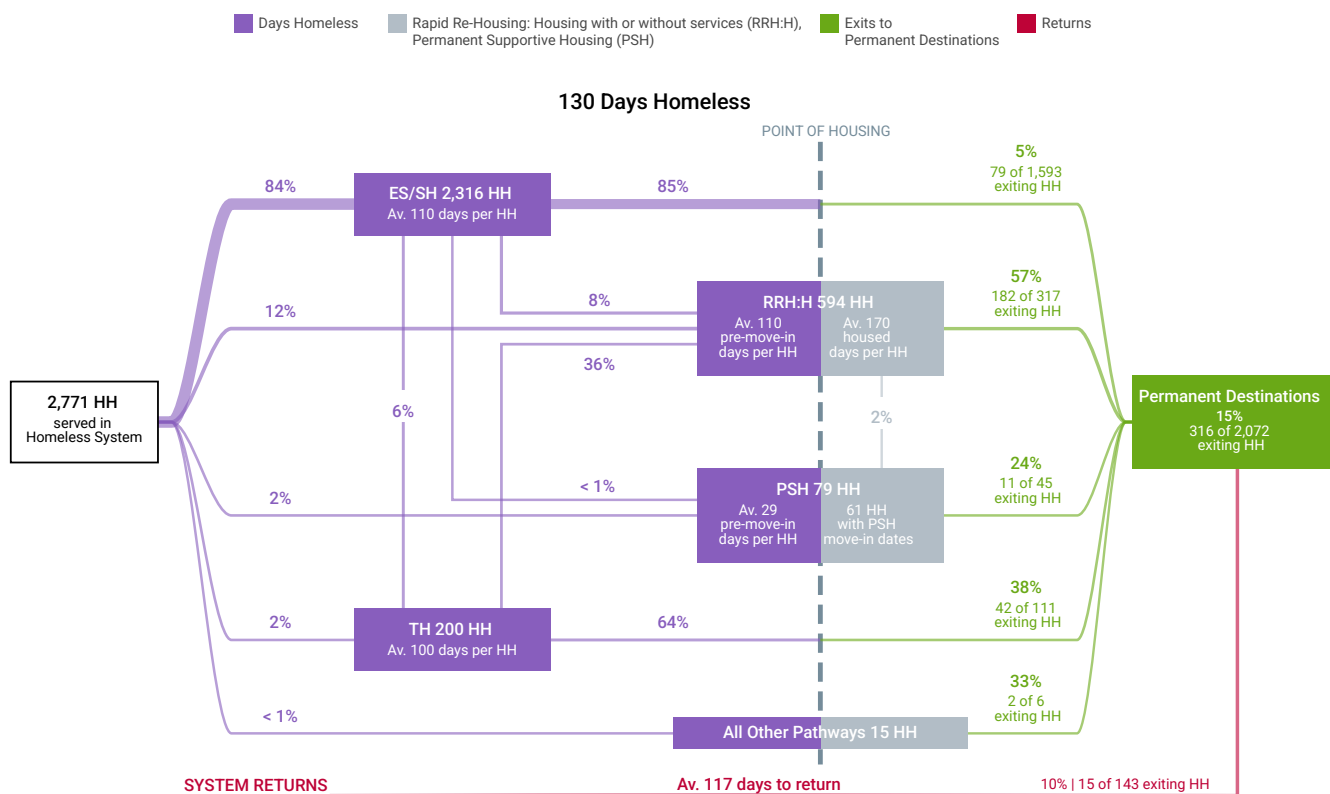 Days Homeless
Rapid Re-Housing: Housing with or without services (RRH:H),
Permanent Supportive Housing (PSH)
Exits to
Permanent Destinations
Returns
130 Days Homeless
POINT OF HOUSING
84%
ES/SH 2,316 HH
Av. 110 days per HH
85%
5%
79 of 1,593
exiting HH
12%
8%
RRH:H 594 HH
Av. 110
pre-move-in
days per HH
Av. 170
housed
days per HH
57%
182 of 317
exiting HH
36%
2,771 HH
served in
Homeless System
6%
2%
Permanent Destinations
15%
316 of 2,072
exiting HH
2%
< 1%
PSH 79 HH
Av. 29
pre-move-in
days per HH
61 HH
with PSH
move-in dates
24%
11 of 45
exiting HH
2%
TH 200 HH
Av. 100 days per HH
64%
38%
42 of 111
exiting HH
< 1%
All Other Pathways 15 HH
33%
2 of 6
exiting HH
SYSTEM RETURNS
Av. 117 days to return
10% | 15 of 143 exiting HH